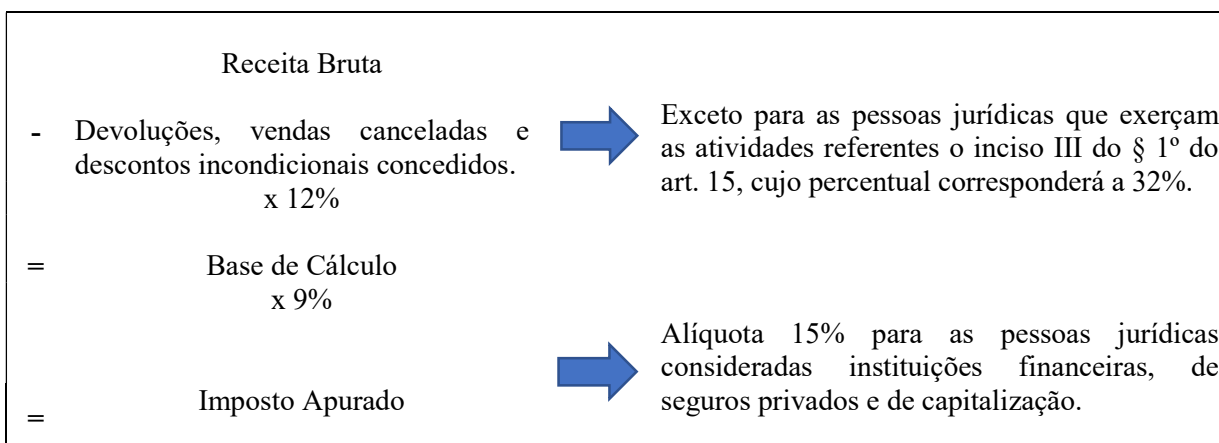 Receita Bruta
- Devoluções, vendas canceladas e
descontos incondicionais concedidos.
x 12%
Exceto para as pessoas jurídicas que exerçam
as atividades referentes o inciso III do § 1º do
art. 15, cujo percentual corresponderá a 32%.
= Base de Cálculo
x 9%
Alíquota 15% para as pessoas jurídicas
consideradas instituições financeiras, de
seguros privados e de capitalização.
= Imposto Apurado